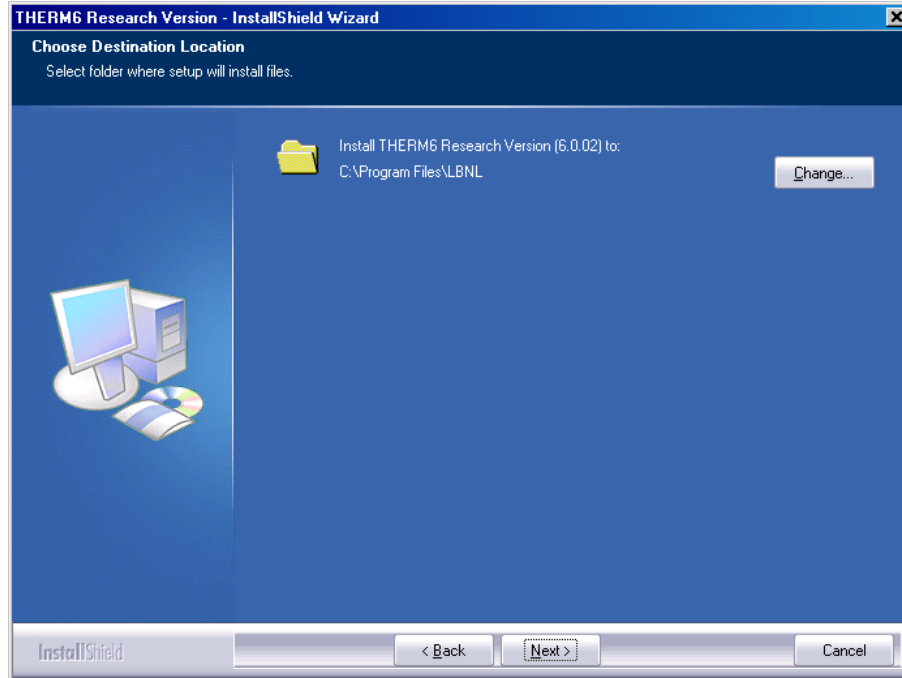 THERM6 Research Version - InstallShield Wizard
Choose Destination Location
Select folder where setup will install files.
Install THERM6 Research Version (6.0.02) to:
C:\Program Files\LBNL
Change...
InstallShield
< Back
Next >
Cancel